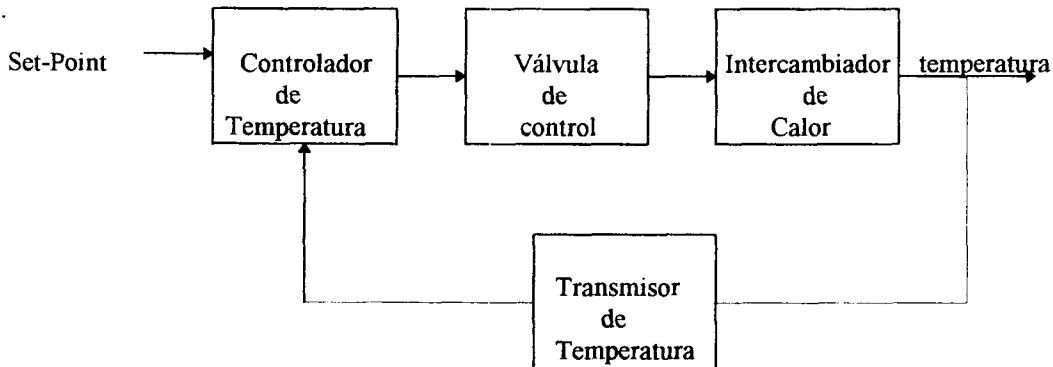 Set-Point
Controlador
de
Temperatura
Válvula
de
control
Intercambiador
de
Calor
temperatura
Transmisor
de
Temperatura